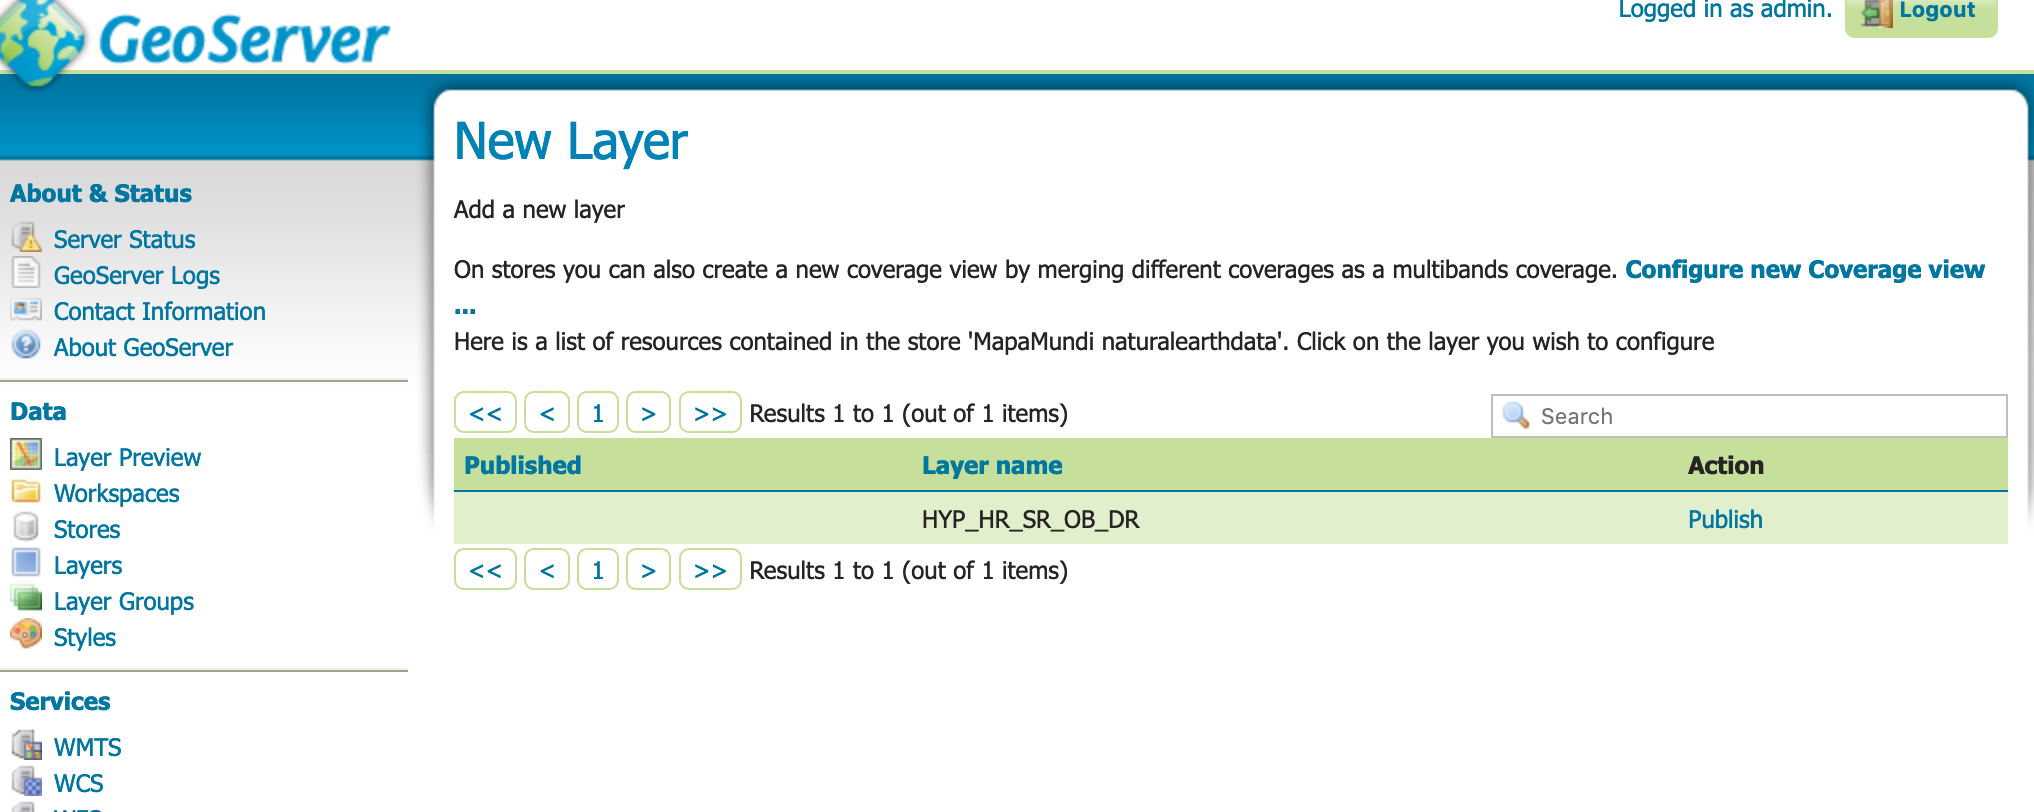 GeoServer
Logged in as admin.
Logout
About & Status
Server Status
GeoServer Logs
Contact Information
About GeoServer
Data
Layer Preview
Workspaces
Stores
Layers
Layer Groups
Styles
Services
WMTS
WCS
New Layer
Add a new layer
On stores you can also create a new coverage view by merging different coverages as a multibands coverage. Configure new Coverage view
...
Here is a list of resources contained in the store 'MapaMundi naturalearthdata'. Click on the layer you wish to configure
<< < 1 > >> Results 1 to 1 (out of 1 items)
Search
Published Layer name Action
HYP_HR_SR_OB_DR Publish
<< < 1 > >> Results 1 to 1 (out of 1 items)